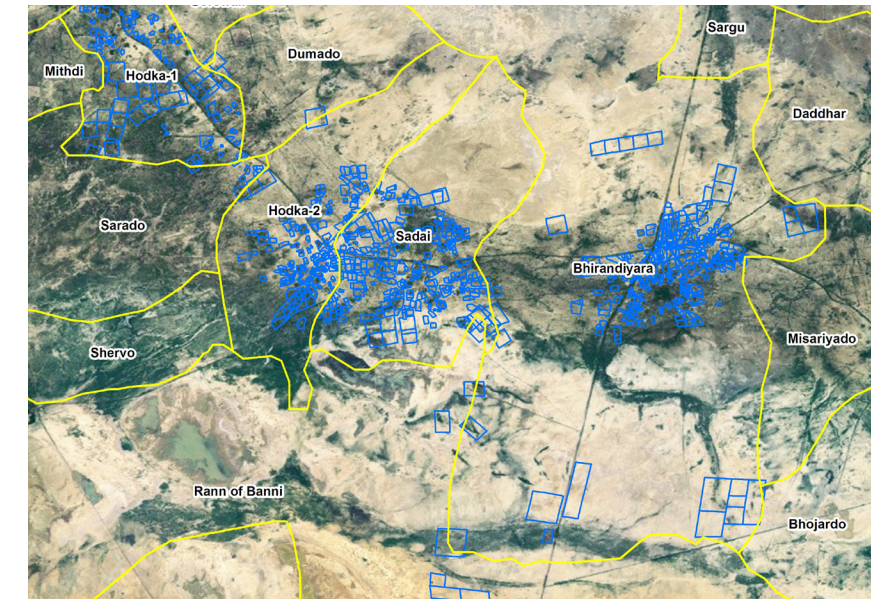 Sargu
Dumado
Mithdi
Hodka-1
Daddhar
Hodka-2
Sarado
Sadai
Bhirandiyara
Misariyado
Shervo
Rann of Banni
Bhojardo